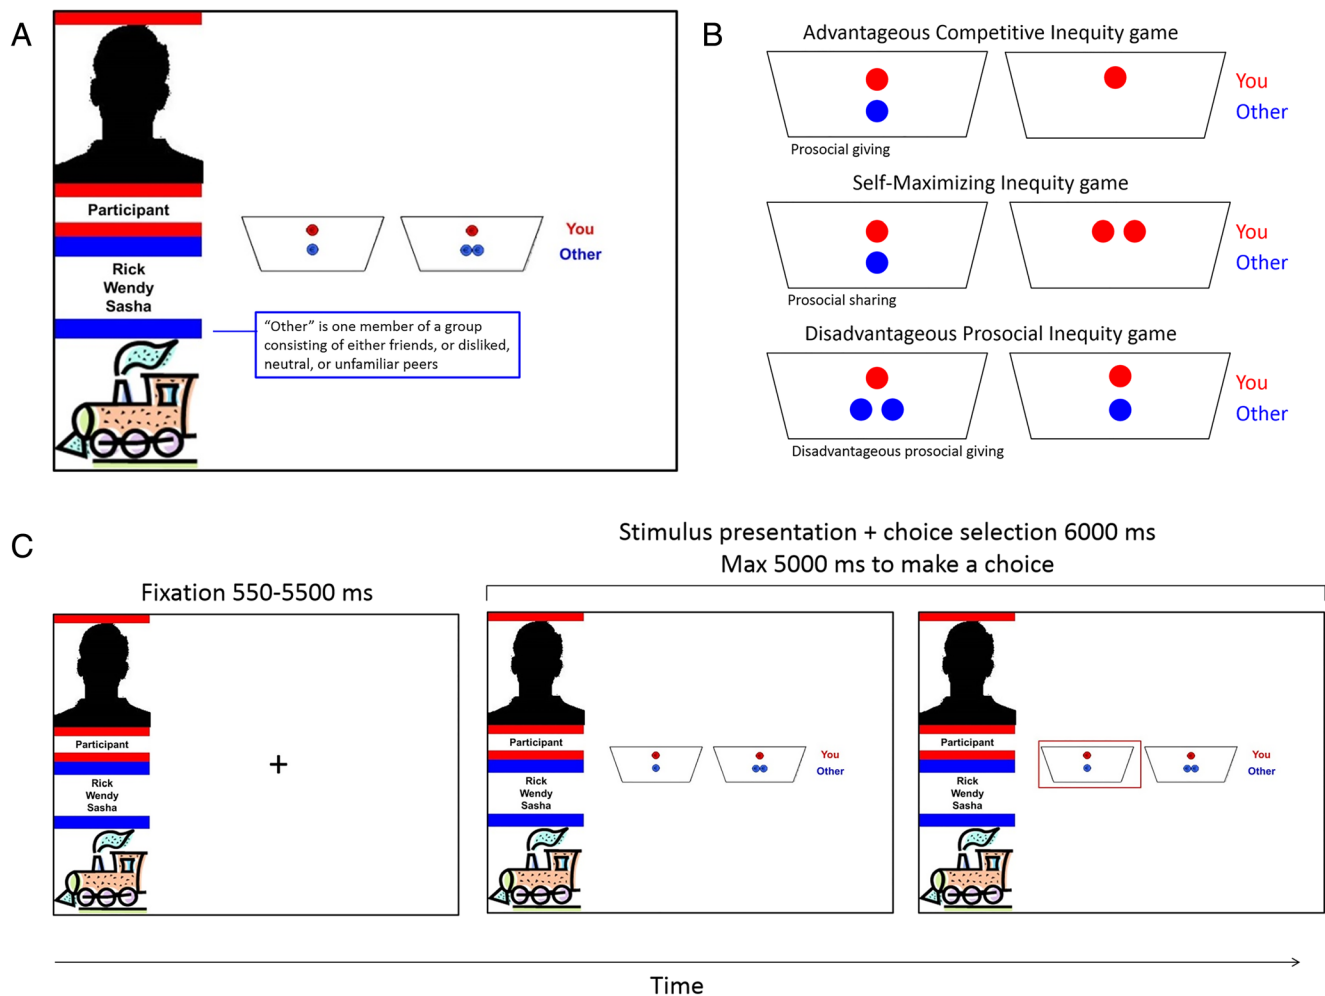 A
Participant
Rick
Wendy
Sasha
You
Other
“Other” is one member of a group
consisting of either friends, or disliked,
neutral, or unfamiliar peers
B
Advantageous Competitive Inequity game
You
Other
Prosocial giving
Self-Maximizing Inequity game
You
Other
Prosocial sharing
Disadvantageous Prosocial Inequity game
You
Other
Disadvantageous prosocial giving
C
Fixation 550-5500 ms
Stimulus presentation + choice selection 6000 ms
Max 5000 ms to make a choice
Participant
Rick
Wendy
Sasha
+
Participant
Rick
Wendy
Sasha
You
Other
Participant
Rick
Wendy
Sasha
You
Other
Time